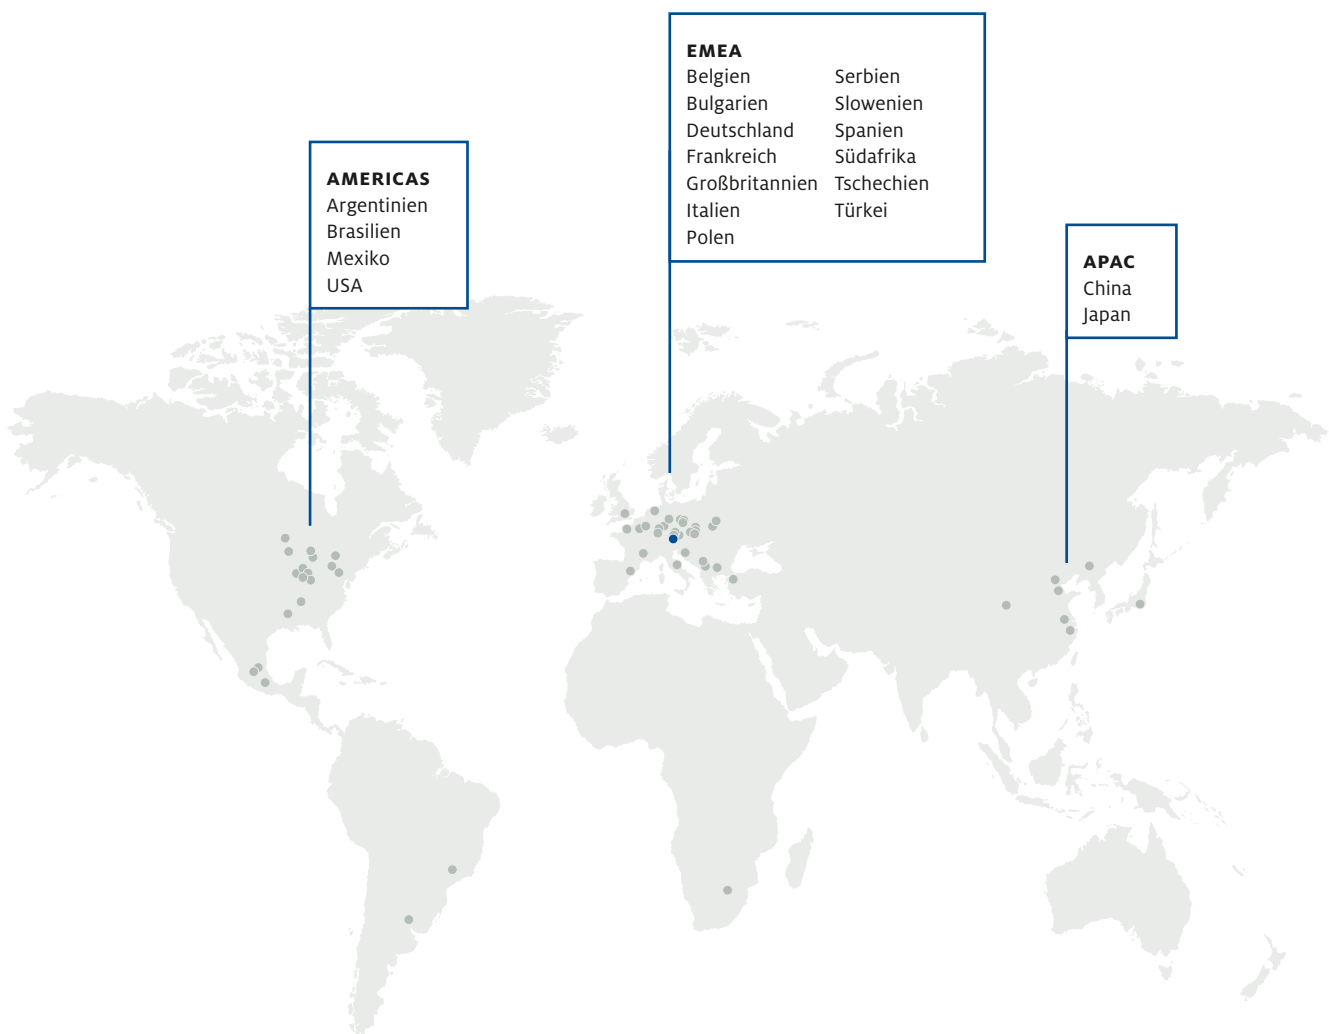 EMEA
Belgien
Bulgarien
Deutschland
Frankreich
Großbritannien
Italien
Polen
Serbien
Slowenien
Spanien
Südafrika
Tschechien
Türkei
AMERICAS
Argentinien
Brasilien
Mexiko
USA
APAC
China
Japan